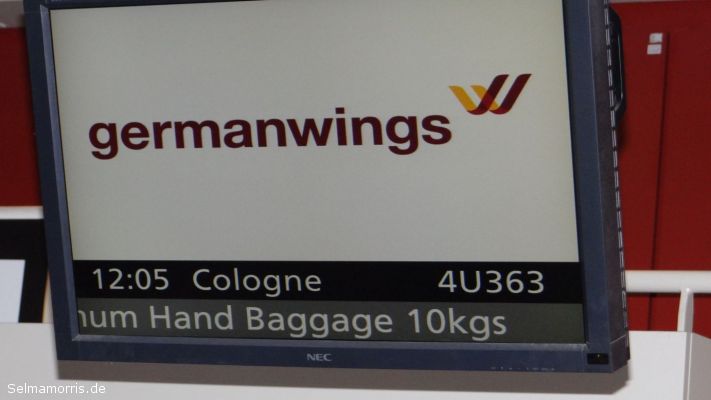 germanwings
12:05 Cologne 4U363
num Hand Baggage 10kgs
NEC
Selmamorris.de